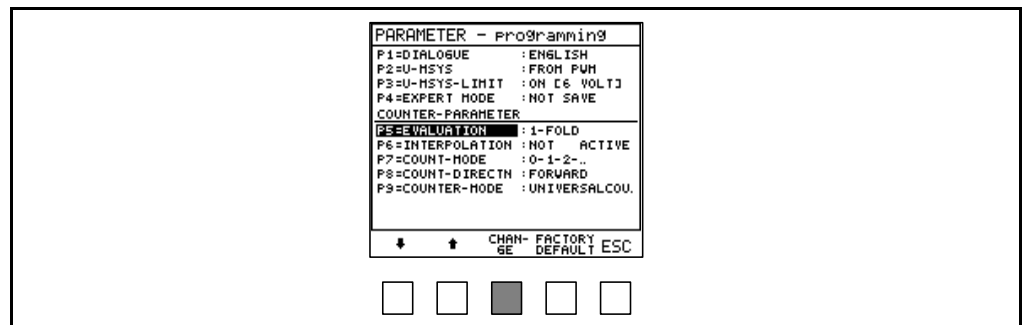 PARAMETER - programming
P1=DIALOGUE :ENGLISH
P2=U-MSYS :FROM PWM
P3=U-MSYS-LIMIT :ON [6 VOLT]
P4=EXPERT MODE :NOT SAVE
COUNTER-PARAMETER
P5=EVALUATION :1-FOLD
P6=INTERPOLATION :NOT ACTIVE
P7=COUNT-MODE :0-1-2-..
P8=COUNT-DIRECTN :FORWARD
P9=COUNTER-MODE :UNIVERSALCOU.
CHAN- FACTORY ESC
GE DEFAULT